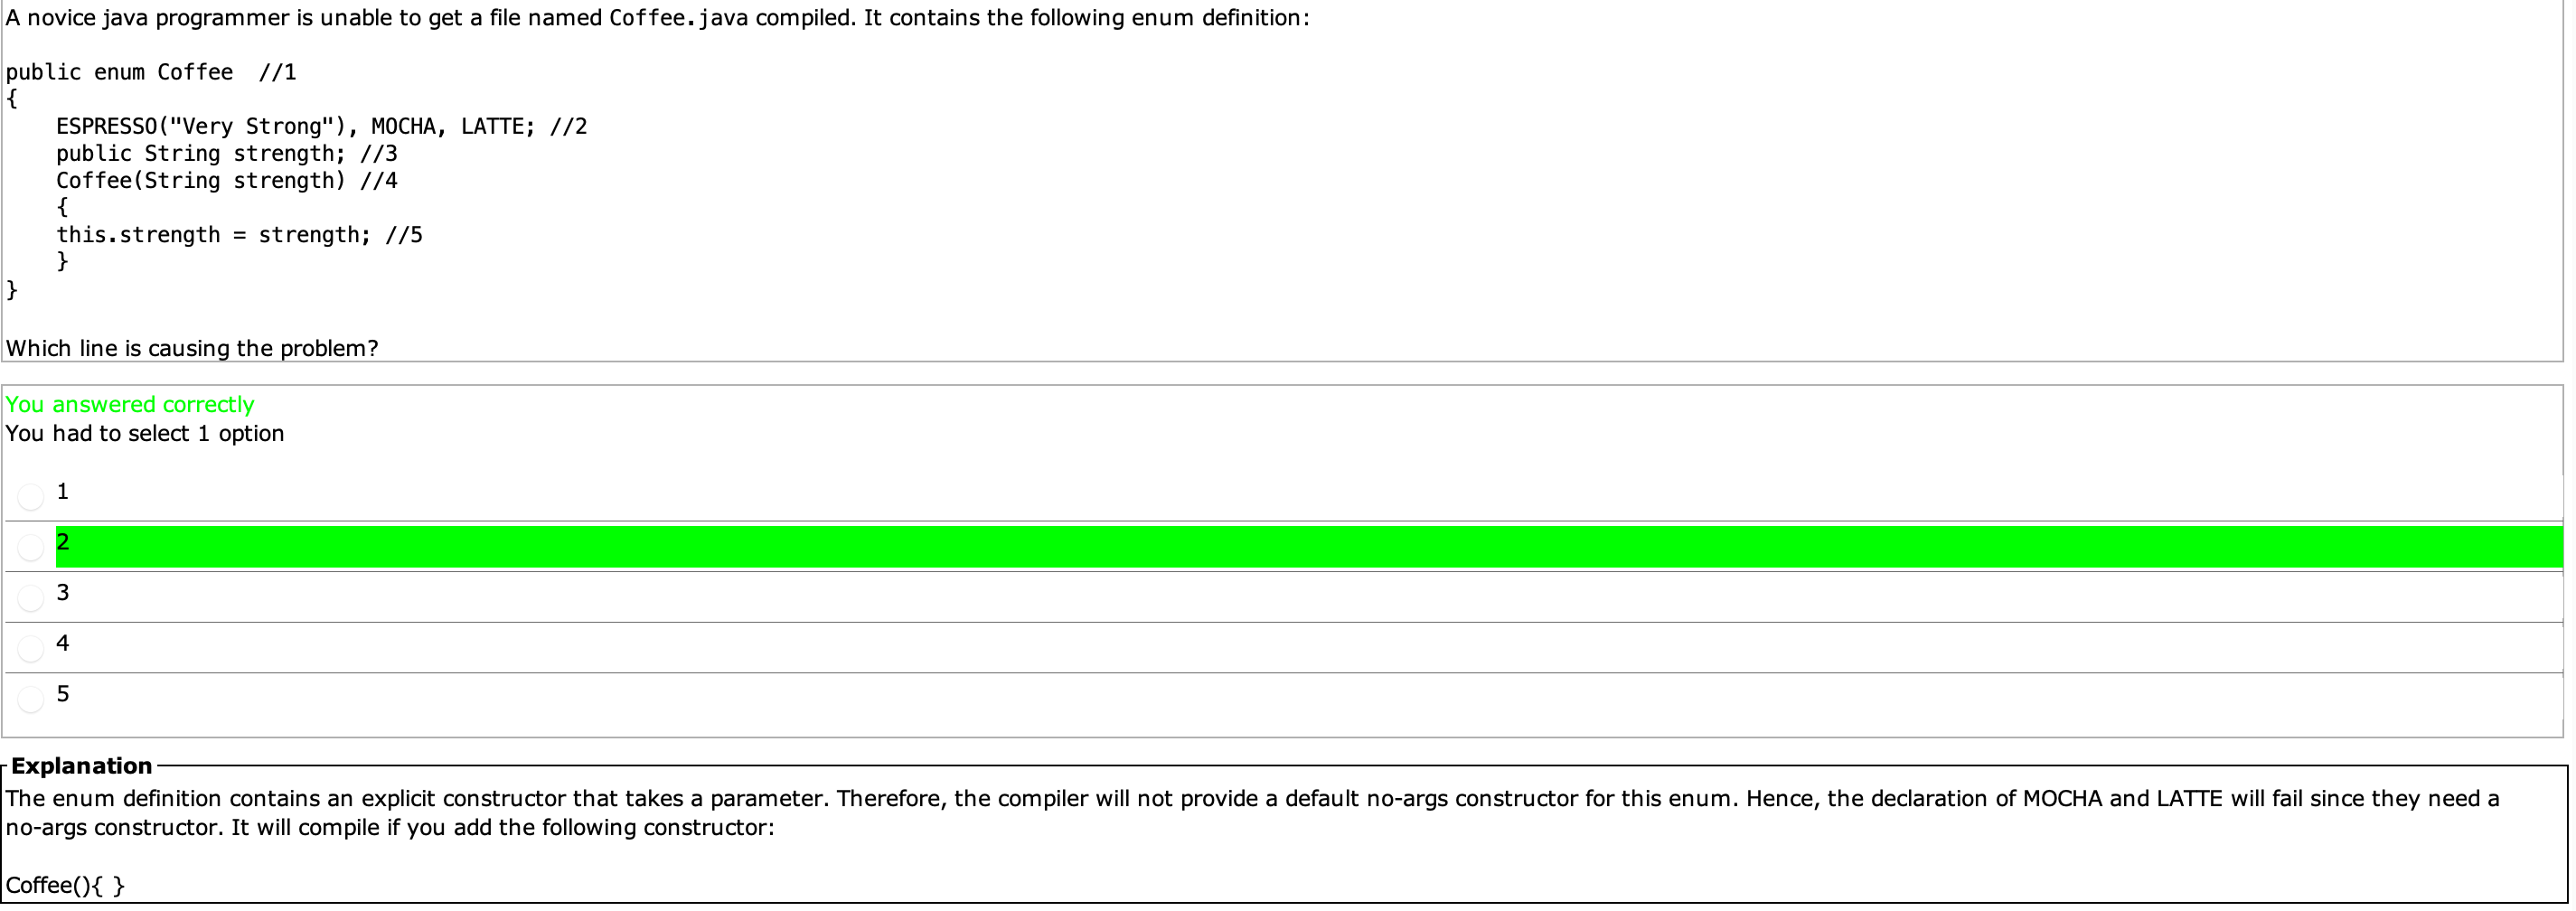 A novice java programmer is unable to get a file named Coffee.java compiled. It contains the following enum definition:
public enum Coffee  //1
{
    ESPRESSO("Very Strong"), MOCHA, LATTE; //2
    public String strength; //3
    Coffee(String strength) //4
    {
    this.strength = strength; //5
    }
}
Which line is causing the problem?
You answered correctly
You had to select 1 option
1
2
3
4
5
Explanation
The enum definition contains an explicit constructor that takes a parameter. Therefore, the compiler will not provide a default no-args constructor for this enum. Hence, the declaration of MOCHA and LATTE will fail since they need a
no-args constructor. It will compile if you add the following constructor:
Coffee(){ }